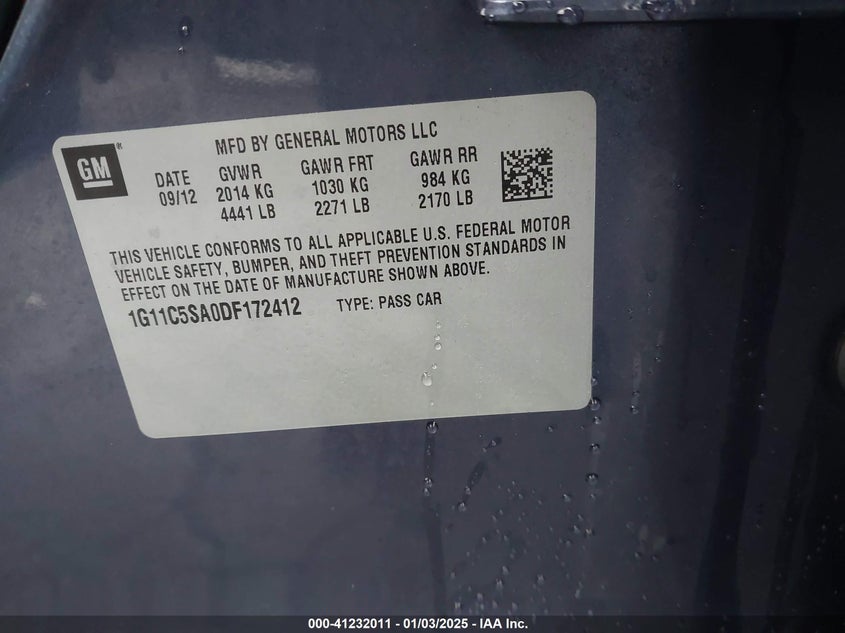 MFD BY GENERAL MOTORS LLC
GM®
DATE GVWR GAWR FRT GAWR RR
09/12 2014 KG 1030 KG 984 KG
4441 LB 2271 LB 2170 LB
THIS VEHICLE CONFORMS TO ALL APPLICABLE U.S. FEDERAL MOTOR
VEHICLE SAFETY, BUMPER, AND THEFT PREVENTION STANDARDS IN
EFFECT ON THE DATE OF MANUFACTURE SHOWN ABOVE.
1G11C5SA0DF172412 TYPE: PASS CAR
000-41232011 - 01/03/2025 - IAA Inc.